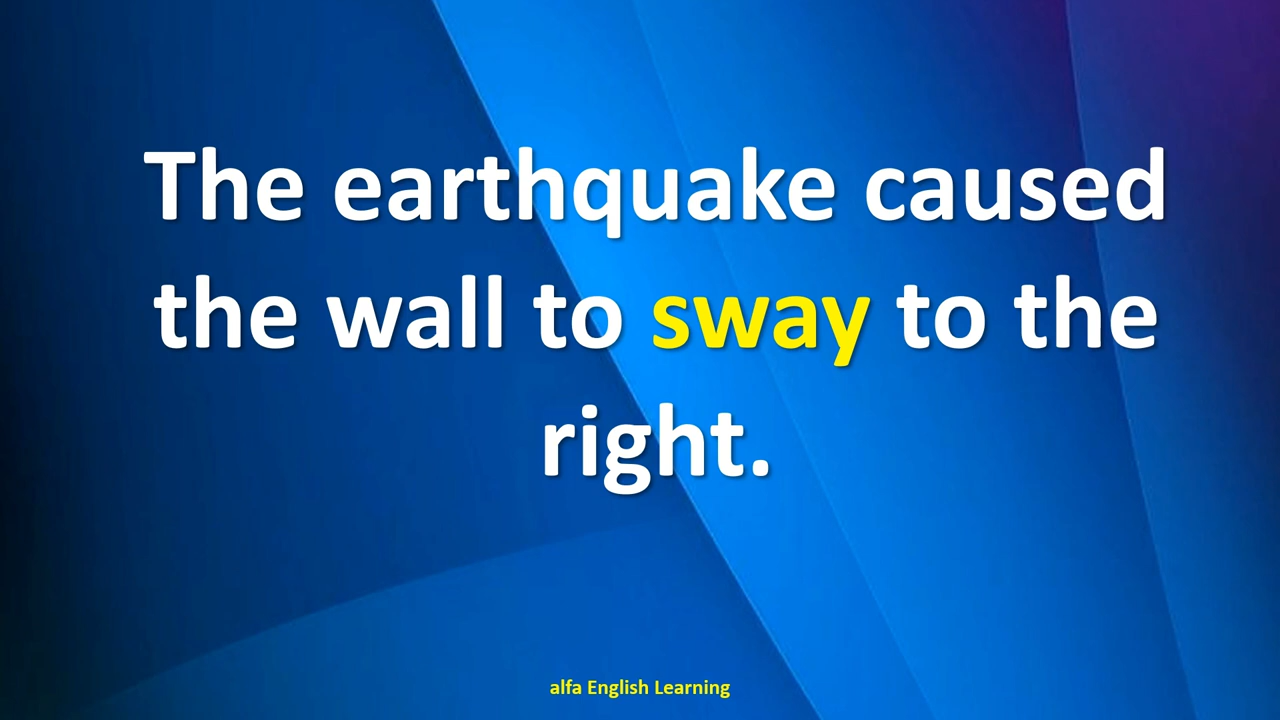 The earthquake caused
the wall to sway to the
right.
alfa English Learning